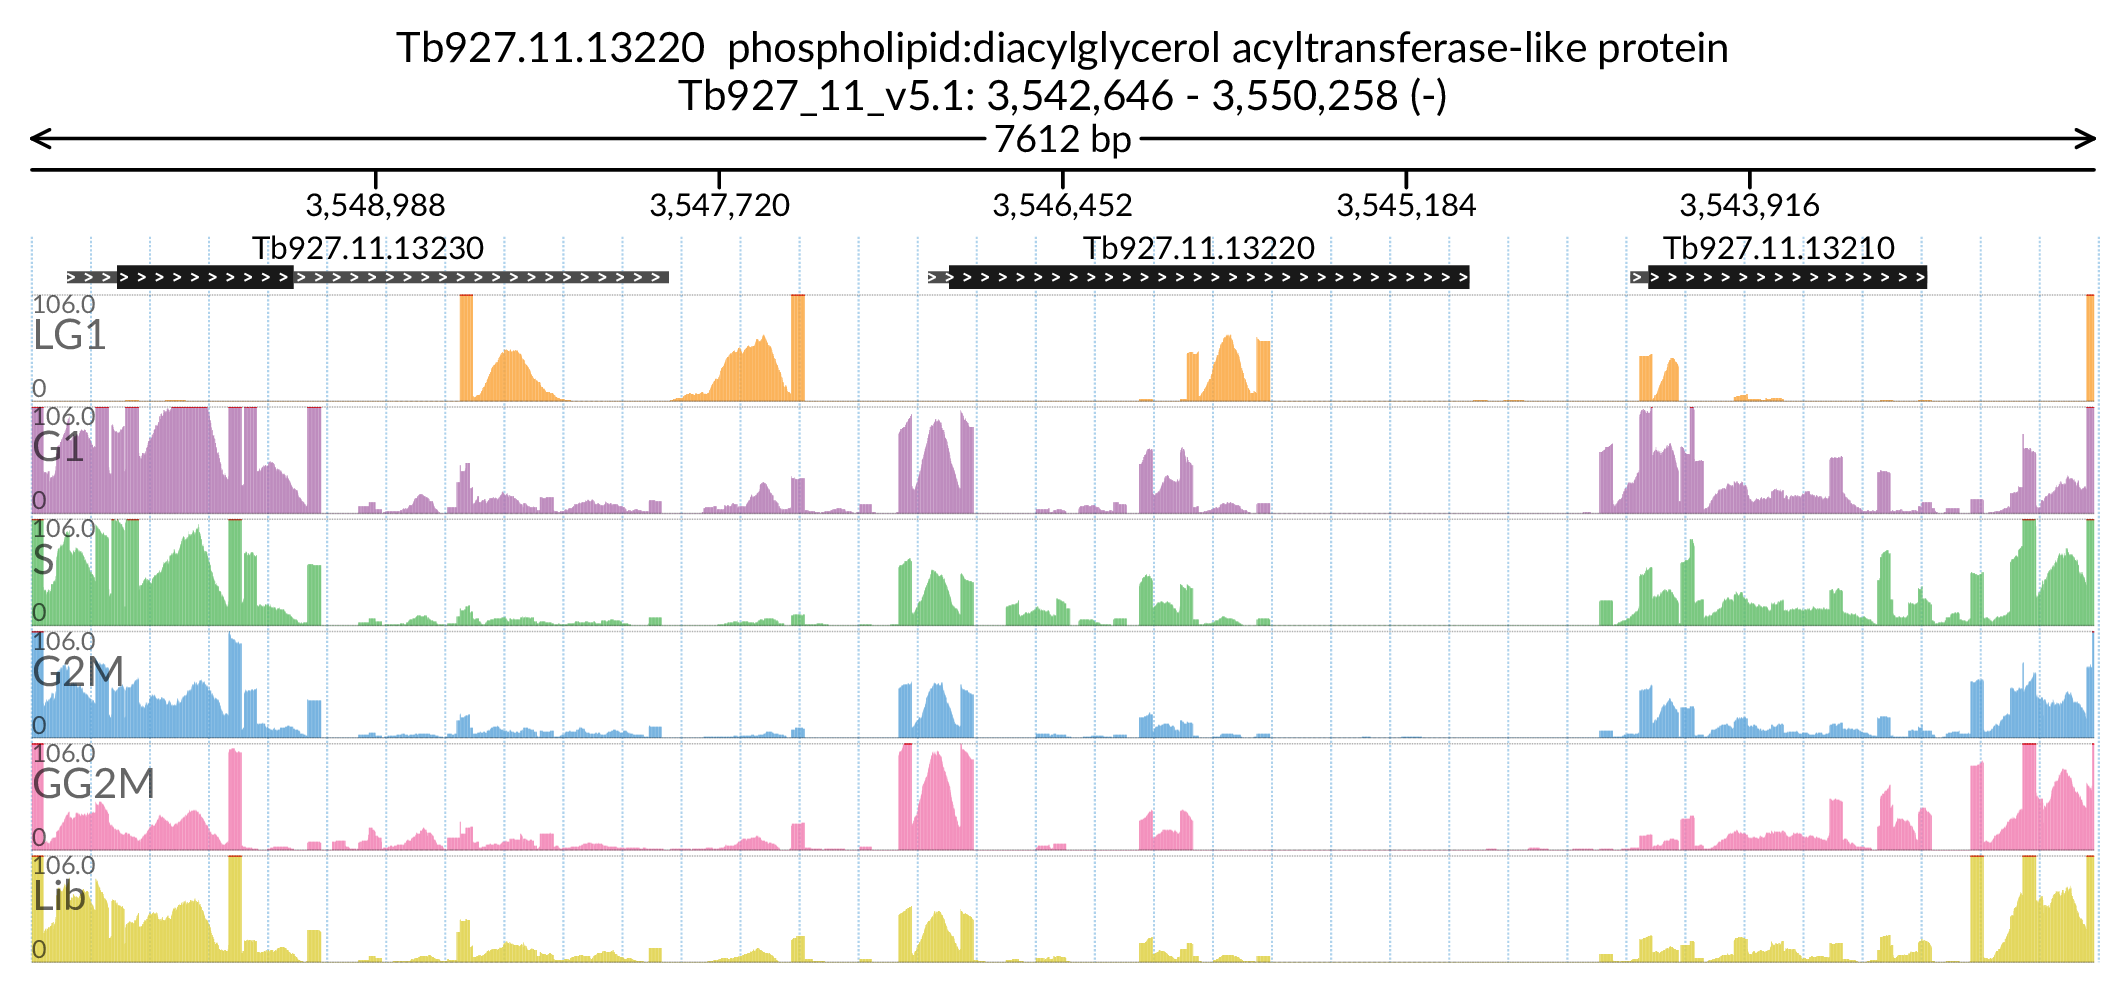 Tb927.11.13220 phospholipid:diacylglycerol acyltransferase-like protein
Tb927_11_v5.1: 3,542,646 - 3,550,258 (-)
7612 bp
3,548,988 3,547,720 3,546,452 3,545,184 3,543,916
Tb927.11.13230 Tb927.11.13220 Tb927.11.13210
106.0
LG1
0
106.0
G1
0
106.0
S
0
106.0
G2M
0
106.0
GG2M
0
106.0
Lib
0